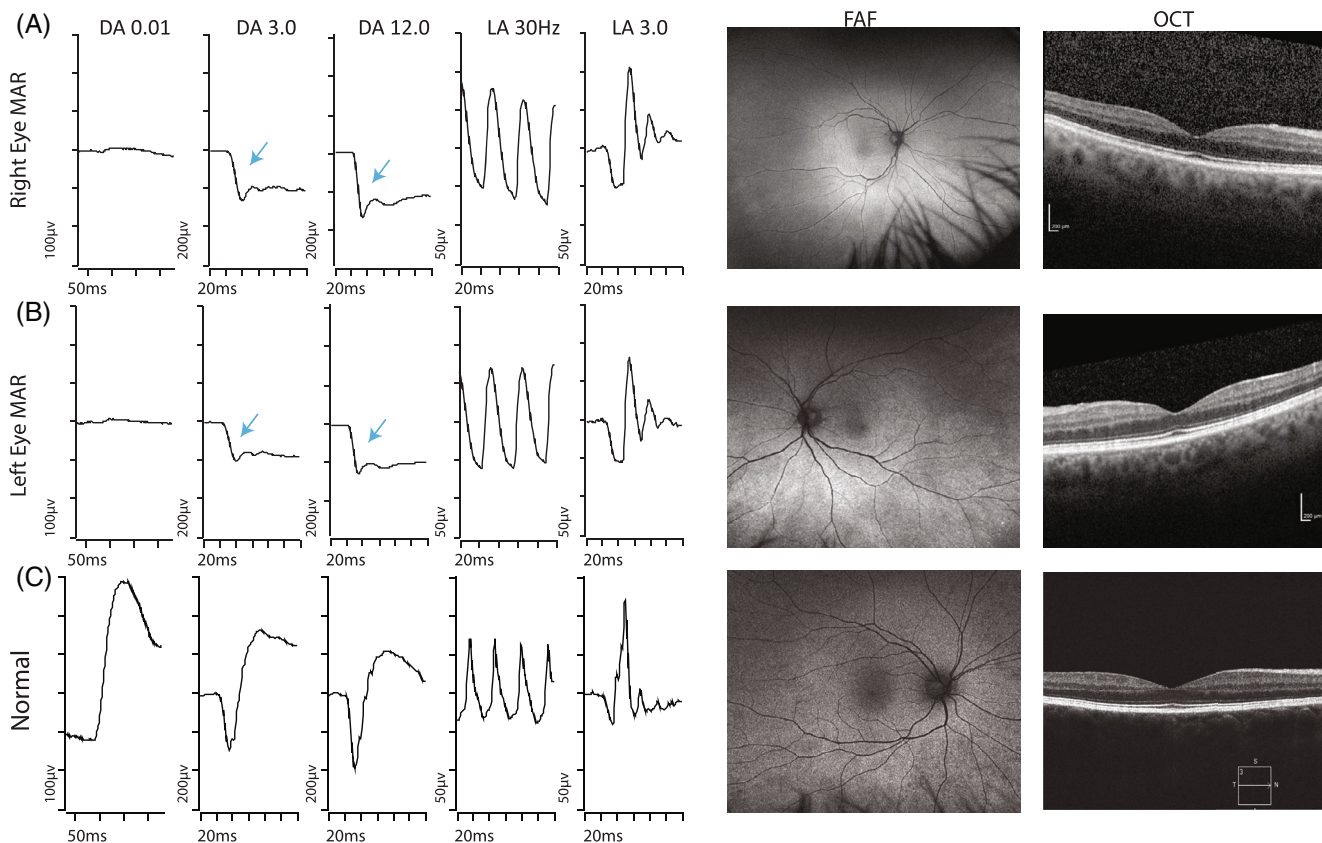 (A) DA 0.01 DA 3.0 DA 12.0 LA 30Hz LA 3.0 FAF OCT
Right Eye MAR
100µv 200µv 200µv 50µv 50µv
50ms 20ms 20ms 20ms 20ms
200 µm
(B)
Left Eye MAR
100µv 200µv 200µv 50µv 50µv
50ms 20ms 20ms 20ms 20ms
200 µm
(C)
Normal
100µv 200µv 200µv 50µv 50µv
50ms 20ms 20ms 20ms 20ms
S
3
T N